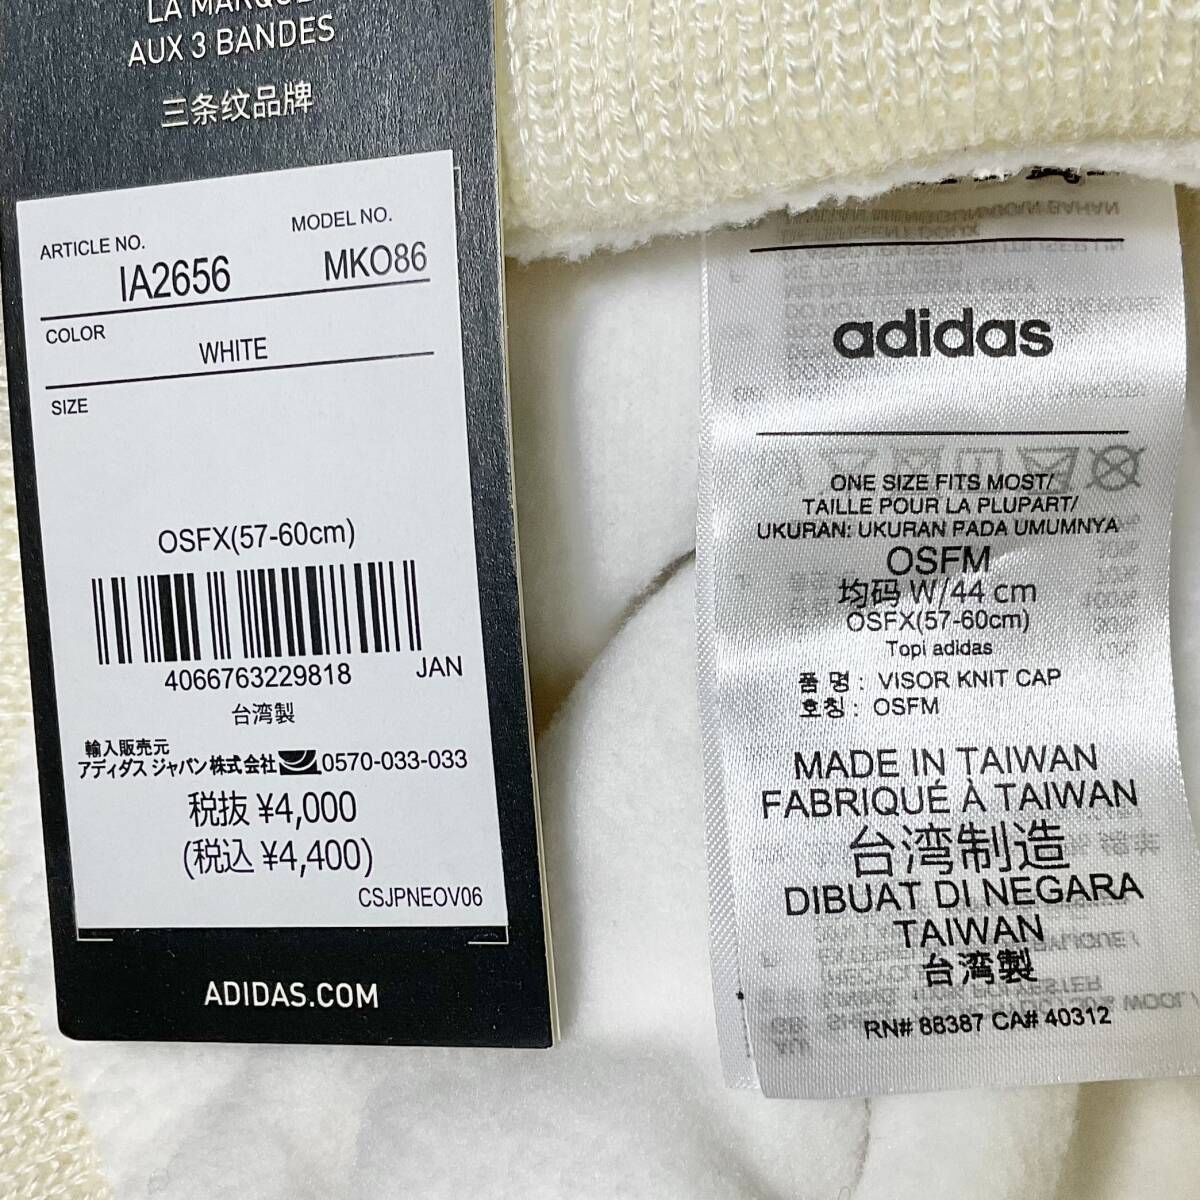 LA MARQUE
AUX 3 BANDES
三条纹品牌
ARTICLE NO.
MODEL NO.
IA2656
MKO86
COLOR
WHITE
SIZE
OSFX(57-60cm)
4066763229818
JAN
台湾製
輸入販売元
アディダス ジャパン株式会社
0570-033-033
税抜 ¥4,000
(税込 ¥4,400)
CSJPNEOV06
ADIDAS.COM
adidas
ONE SIZE FITS MOST/
TAILLE POUR LA PLUPART/
UKURAN: UKURAN PADA UMUMNYA
OSFM
均码 W/44 cm
OSFX(57-60cm)
Topi adidas
품 명 : VISOR KNIT CAP
호칭 : OSFM
MADE IN TAIWAN
FABRIQUÉ À TAIWAN
台湾制造
DIBUAT DI NEGARA
TAIWAN
台湾製
RN# 88387 CA# 40312